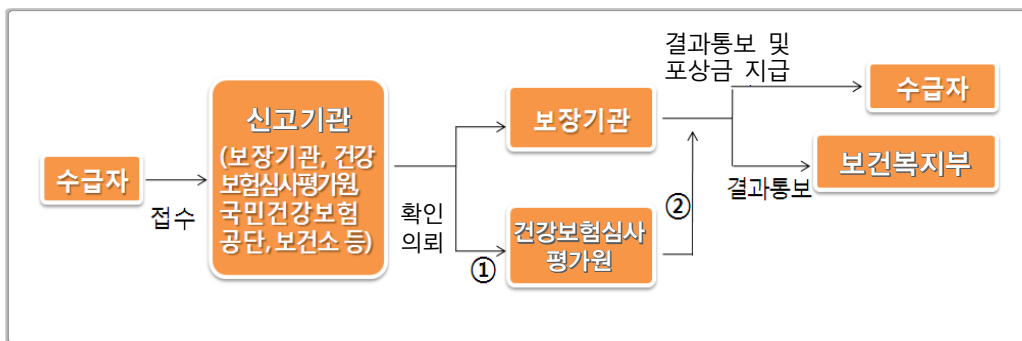 수급자
접수
신고기관
(보장기관, 건강
보험심사평가원,
국민건강보험
공단, 보건소 등)
확인
의뢰
①
보장기관
건강보험심사
평가원
②
결과통보 및
포상금 지급
수급자
보건복지부
결과통보